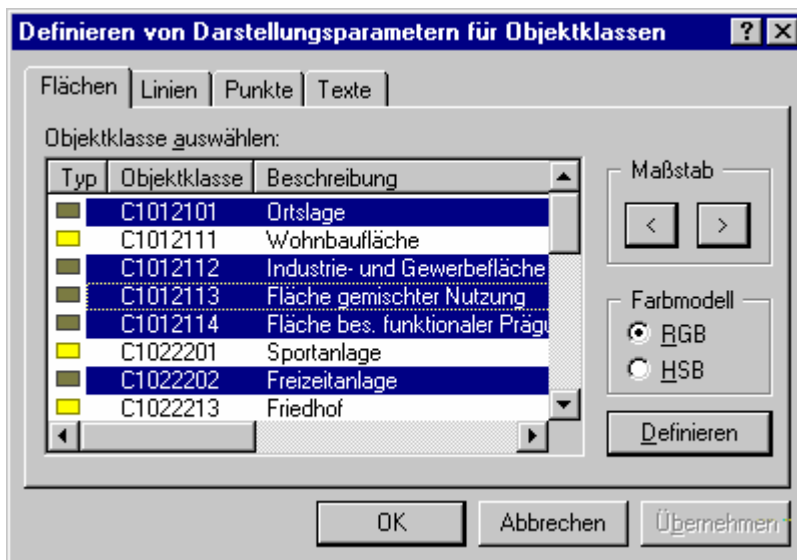 Definieren von Darstellungsparametern für Objektklassen ? X
Flächen Linien Punkte Texte
Objektklasse auswählen:
Typ Objektklasse Beschreibung
C1012101 Ortslage
C1012111 Wohnbaufläche
C1012112 Industrie- und Gewerbefläche
C1012113 Fläche gemischter Nutzung
C1012114 Fläche bes. funktionaler Prägu
C1022201 Sportanlage
C1022202 Freizeitanlage
C1022213 Friedhof
Maßstab
< >
Farbmodell
RGB
HSB
Definieren
OK Abbrechen Übernehmen